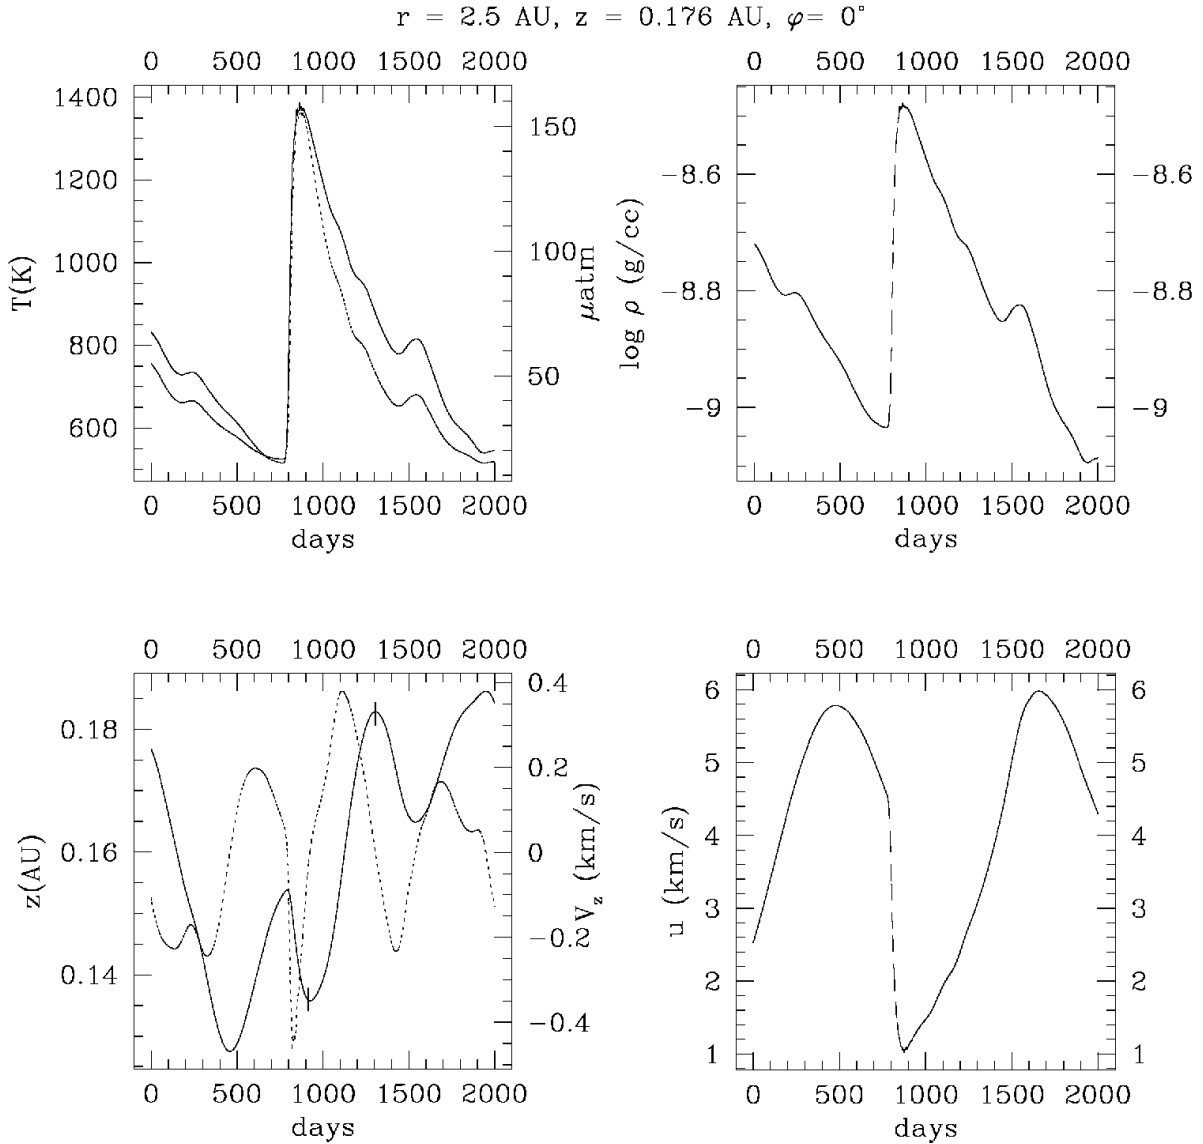 r = 2.5 AU, z = 0.176 AU, φ= 0°
0 500 1000 1500 2000
0 500 1000 1500 2000
1400
1200
1000
800
600
T(K)
150
100
50
μatm
0 500 1000 1500 2000
days
-8.6
-8.8
-9
log ρ (g/cc)
-8.6
-8.8
-9
0 500 1000 1500 2000
days
0 500 1000 1500 2000
0 500 1000 1500 2000
0.18
0.16
0.14
z(AU)
0.4
0.2
0
-0.2
-0.4
V_z (km/s)
0 500 1000 1500 2000
days
6
5
4
3
2
1
u (km/s)
6
5
4
3
2
1
0 500 1000 1500 2000
days